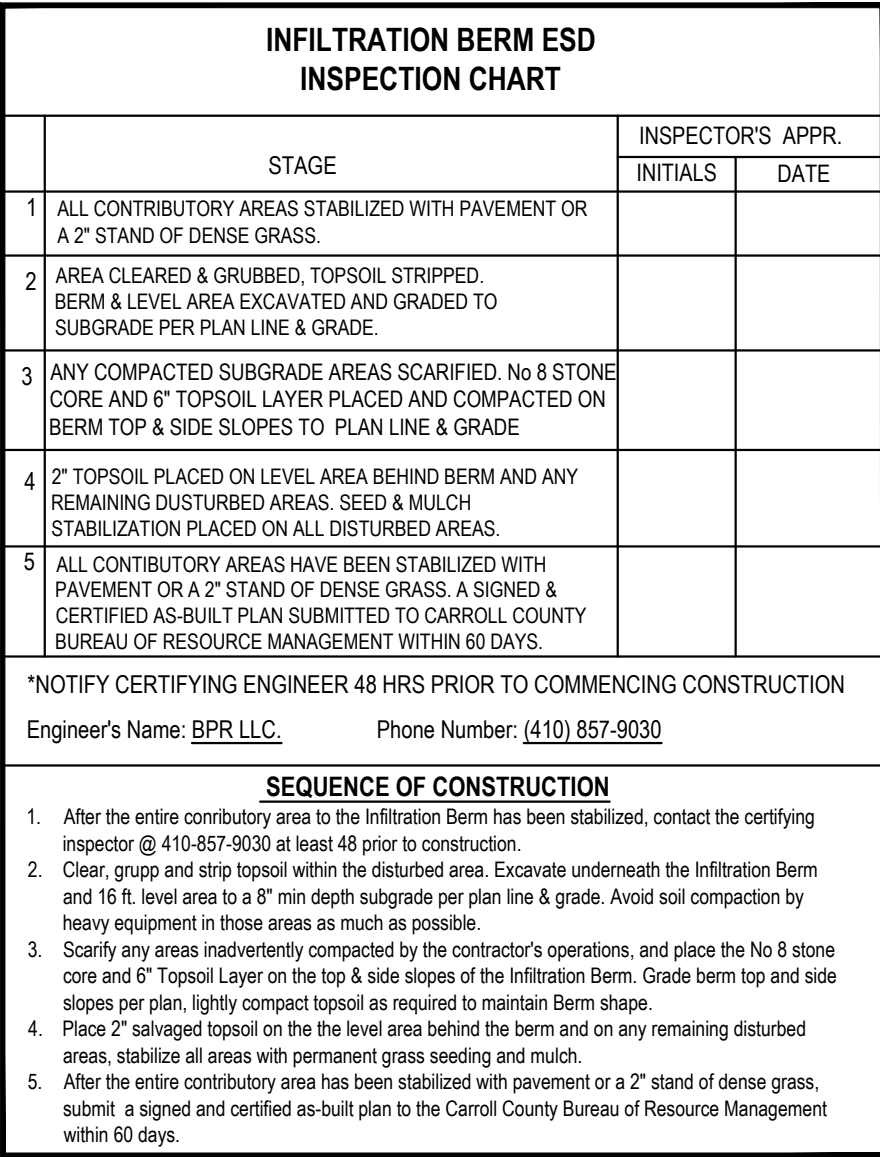 INFILTRATION BERM ESD
INSPECTION CHART
STAGE
INSPECTOR'S APPR.
INITIALS
DATE
1 ALL CONTRIBUTORY AREAS STABILIZED WITH PAVEMENT OR
A 2" STAND OF DENSE GRASS.
2 AREA CLEARED & GRUBBED, TOPSOIL STRIPPED.
BERM & LEVEL AREA EXCAVATED AND GRADED TO
SUBGRADE PER PLAN LINE & GRADE.
3 ANY COMPACTED SUBGRADE AREAS SCARIFIED. No 8 STONE
CORE AND 6" TOPSOIL LAYER PLACED AND COMPACTED ON
BERM TOP & SIDE SLOPES TO PLAN LINE & GRADE
4 2" TOPSOIL PLACED ON LEVEL AREA BEHIND BERM AND ANY
REMAINING DUSTURBED AREAS. SEED & MULCH
STABILIZATION PLACED ON ALL DISTURBED AREAS.
5 ALL CONTIBUTORY AREAS HAVE BEEN STABILIZED WITH
PAVEMENT OR A 2" STAND OF DENSE GRASS. A SIGNED &
CERTIFIED AS-BUILT PLAN SUBMITTED TO CARROLL COUNTY
BUREAU OF RESOURCE MANAGEMENT WITHIN 60 DAYS.
*NOTIFY CERTIFYING ENGINEER 48 HRS PRIOR TO COMMENCING CONSTRUCTION
Engineer's Name: BPR LLC. Phone Number: (410) 857-9030
SEQUENCE OF CONSTRUCTION
1. After the entire conributory area to the Infiltration Berm has been stabilized, contact the certifying
inspector @ 410-857-9030 at least 48 prior to construction.
2. Clear, grupp and strip topsoil within the disturbed area. Excavate underneath the Infiltration Berm
and 16 ft. level area to a 8" min depth subgrade per plan line & grade. Avoid soil compaction by
heavy equipment in those areas as much as possible.
3. Scarify any areas inadvertently compacted by the contractor's operations, and place the No 8 stone
core and 6" Topsoil Layer on the top & side slopes of the Infiltration Berm. Grade berm top and side
slopes per plan, lightly compact topsoil as required to maintain Berm shape.
4. Place 2" salvaged topsoil on the the level area behind the berm and on any remaining disturbed
areas, stabilize all areas with permanent grass seeding and mulch.
5. After the entire contributory area has been stabilized with pavement or a 2" stand of dense grass,
submit a signed and certified as-built plan to the Carroll County Bureau of Resource Management
within 60 days.